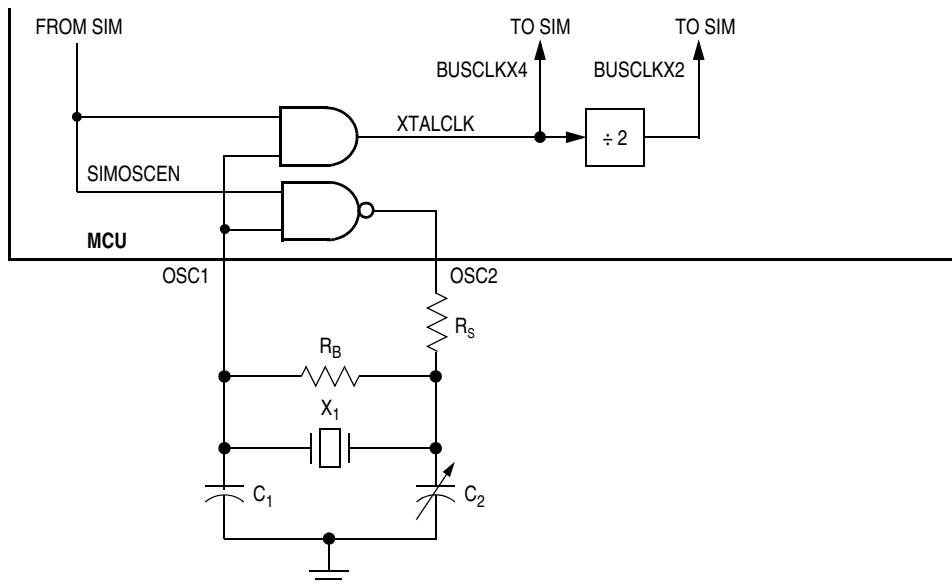 FROM SIM
TO SIM
TO SIM
BUSCLKX4
BUSCLKX2
XTALCLK
÷ 2
SIMOSCEN
MCU
OSC1
OSC2
RS
RB
X1
C1
C2